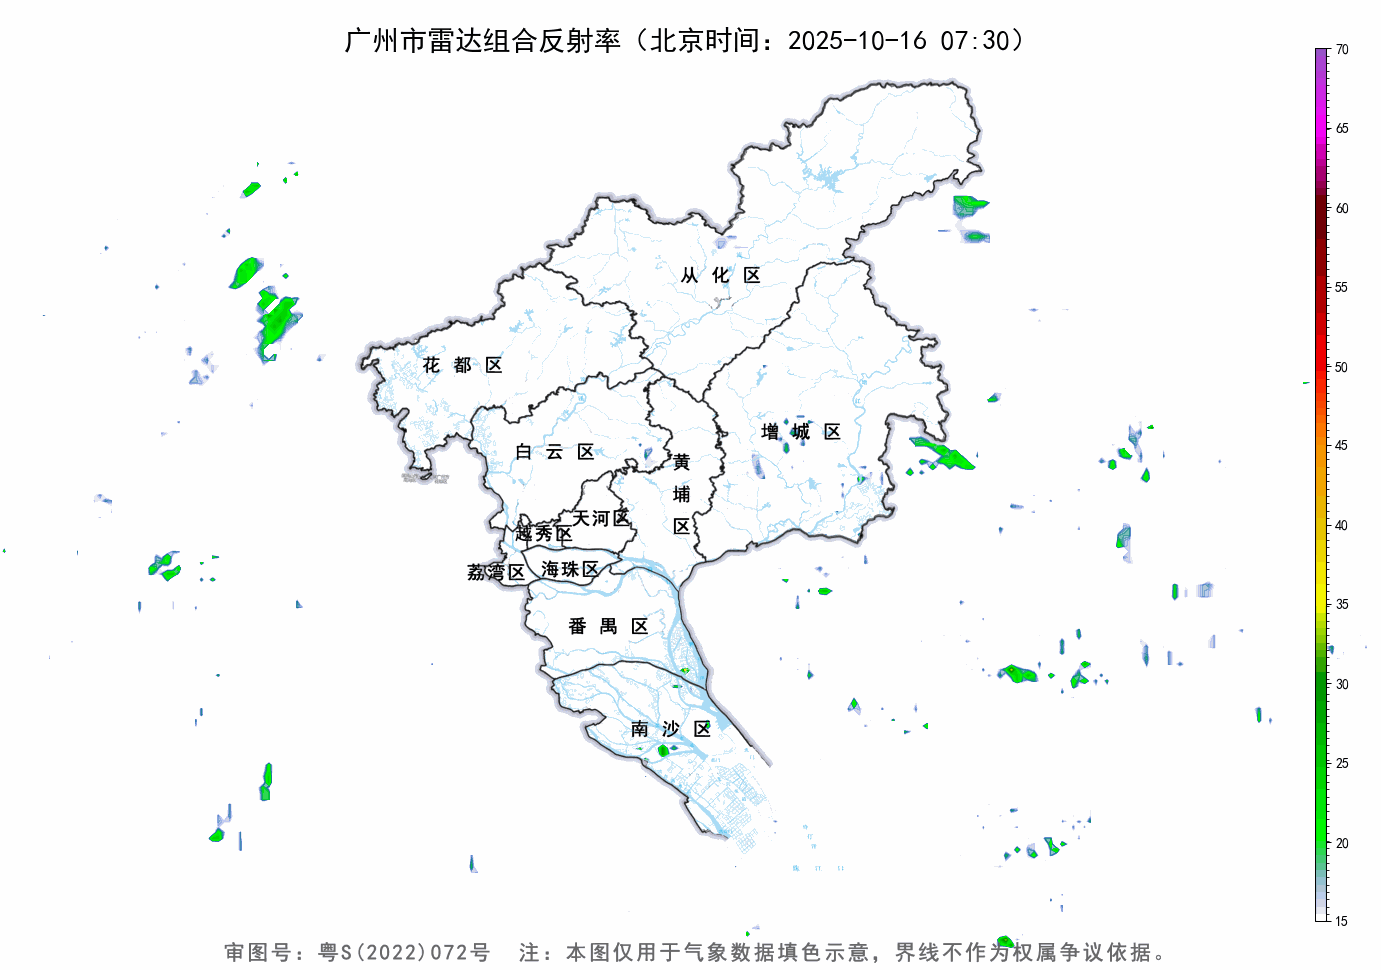 广州市雷达组合反射率（北京时间：2025-10-16 07:30）
70
65
60
55
50
45
40
35
30
25
20
15
从化区
花都区
增城区
白云区
黄埔区
天河区
越秀区
荔湾区
海珠区
番禺区
南沙区
审图号：粤S(2022)072号 注：本图仅用于气象数据填色示意，界线不作为权属争议依据。